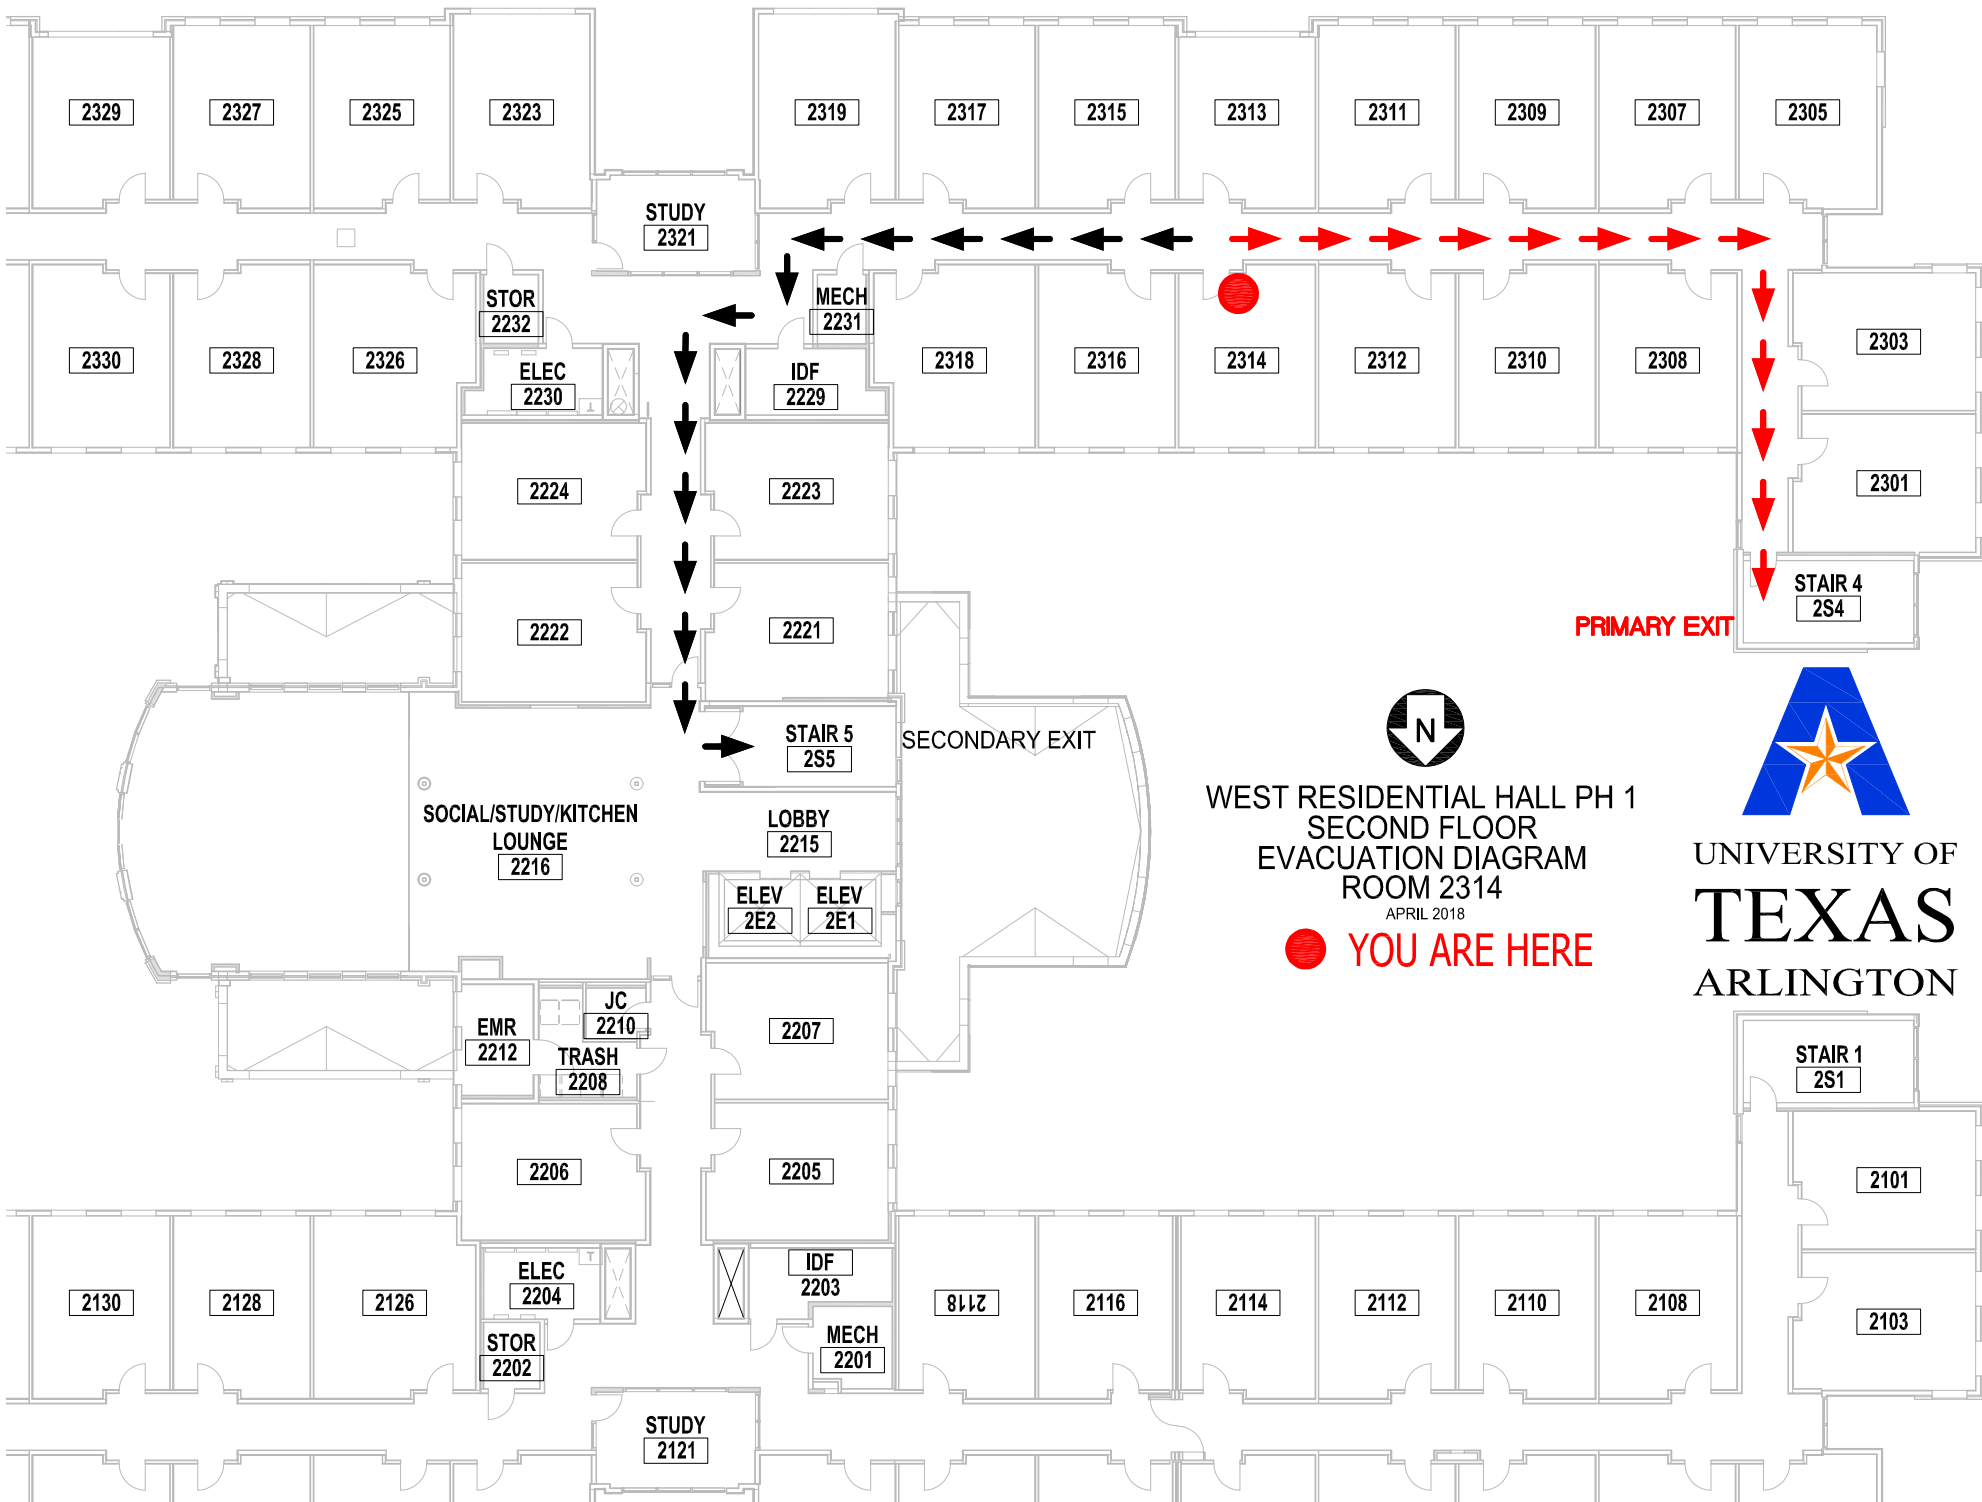 2329
2327
2325
2323
2319
2317
2315
2313
2311
2309
2307
2305
STUDY
2321
STOR
2232
MECH
2231
2330
2328
2326
ELEC
2230
IDF
2229
2318
2316
2314
2312
2310
2308
2303
2224
2223
2301
2222
2221
STAIR 4
2S4
PRIMARY EXIT
STAIR 5
2S5
SECONDARY EXIT
N
SOCIAL/STUDY/KITCHEN
LOUNGE
2216
LOBBY
2215
ELEV
2E2
ELEV
2E1
WEST RESIDENTIAL HALL PH 1
SECOND FLOOR
EVACUATION DIAGRAM
ROOM 2314
APRIL 2018
YOU ARE HERE
UNIVERSITY OF
TEXAS
ARLINGTON
EMR
2212
JC
2210
TRASH
2208
2207
STAIR 1
2S1
2206
2205
2101
ELEC
2204
T
IDF
2203
2130
2128
2126
2118
2116
2114
2112
2110
2108
2103
STOR
2202
MECH
2201
STUDY
2121